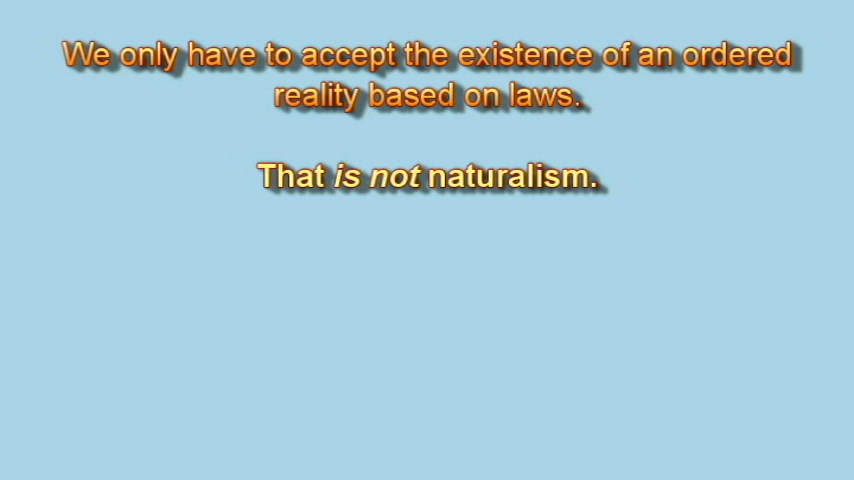 We only have to accept the existence of an ordered
reality based on laws.
That is not naturalism.